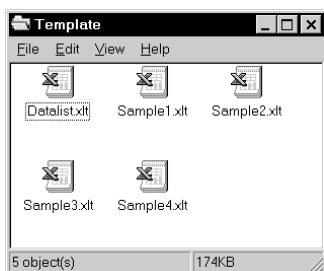 Template
File Edit View Help
Datalist.xlt Sample1.xlt Sample2.xlt
Sample3.xlt Sample4.xlt
5 object(s) 174KB